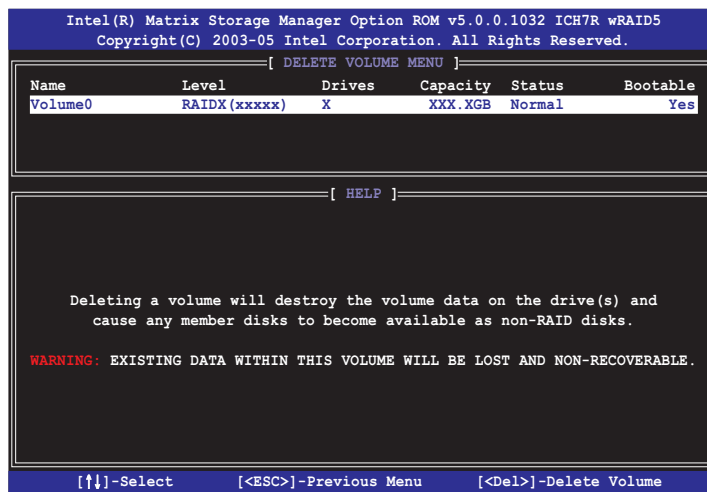 Intel(R) Matrix Storage Manager Option ROM v5.0.0.1032 ICH7R wRAID5
Copyright(C) 2003-05 Intel Corporation. All Rights Reserved.
[ DELETE VOLUME MENU ]
Name Level Drives Capacity Status Bootable
Volume0 RAIDX(xxxxx) X XXX.XGB Normal Yes
[ HELP ]
Deleting a volume will destroy the volume data on the drive(s) and
cause any member disks to become available as non-RAID disks.
WARNING: EXISTING DATA WITHIN THIS VOLUME WILL BE LOST AND NON-RECOVERABLE.
[↑↓]-Select [<ESC>]-Previous Menu [<Del>]-Delete Volume